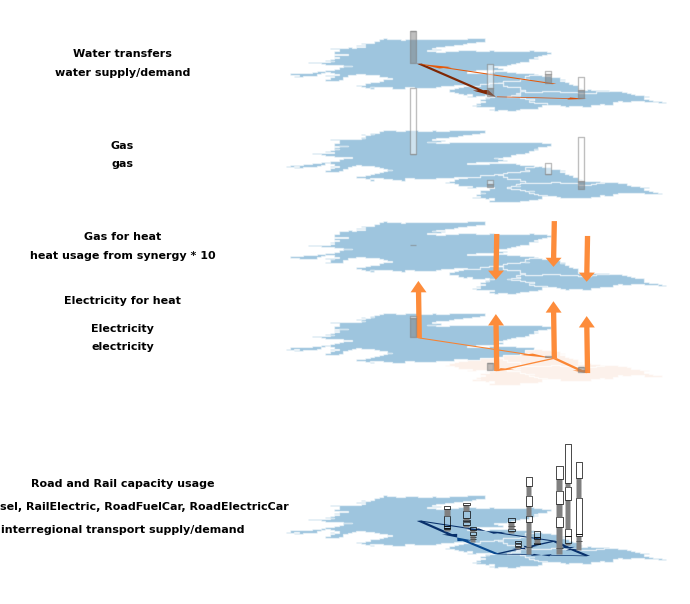 Water transfers
water supply/demand
Gas
gas
Gas for heat
heat usage from synergy * 10
Electricity for heat
Electricity
electricity
Road and Rail capacity usage
sel, RailElectric, RoadFuelCar, RoadElectricCar
interregional transport supply/demand